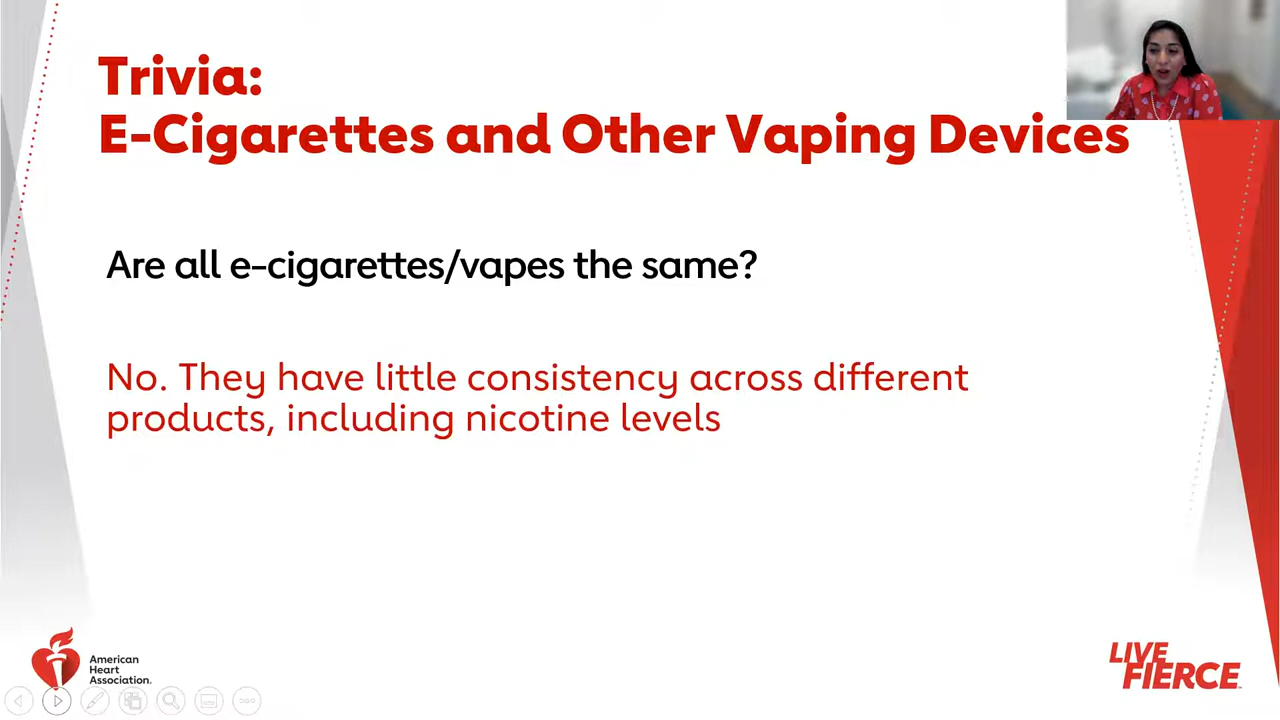 Trivia:
E-Cigarettes and Other Vaping Devices
Are all e-cigarettes/vapes the same?
No. They have little consistency across different
products, including nicotine levels
American
Heart
Association.
LIVE
FIERCE™